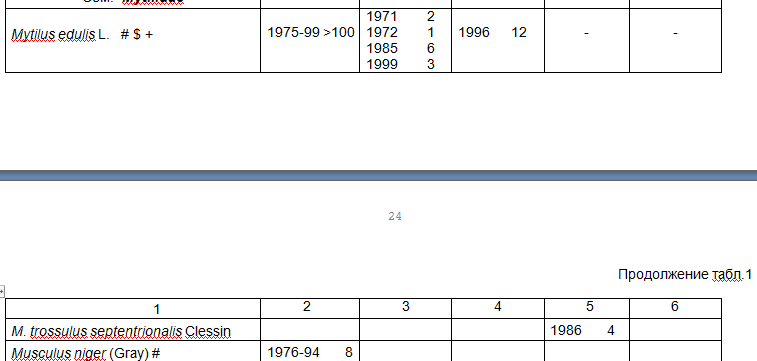 Mytilus edulis L. # $ + 1975-99 >100 1971 2 1996 12 - -
1972 1
1985 6
1999 3
24
Продолжение табл.1
1 2 3 4 5 6
M. trossulus septentrionalis Clessin 1986 4
Musculus niger (Gray) # 1976-94 8